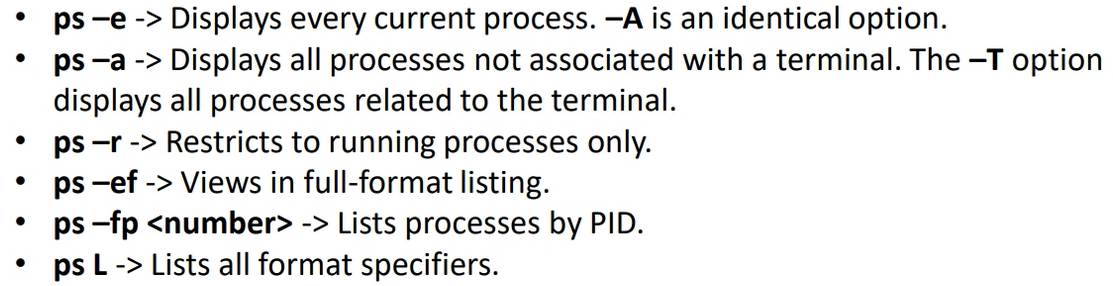 • ps –e -> Displays every current process. –A is an identical option.
• ps –a -> Displays all processes not associated with a terminal. The –T option
displays all processes related to the terminal.
• ps –r -> Restricts to running processes only.
• ps –ef -> Views in full-format listing.
• ps –fp <number> -> Lists processes by PID.
• ps L -> Lists all format specifiers.